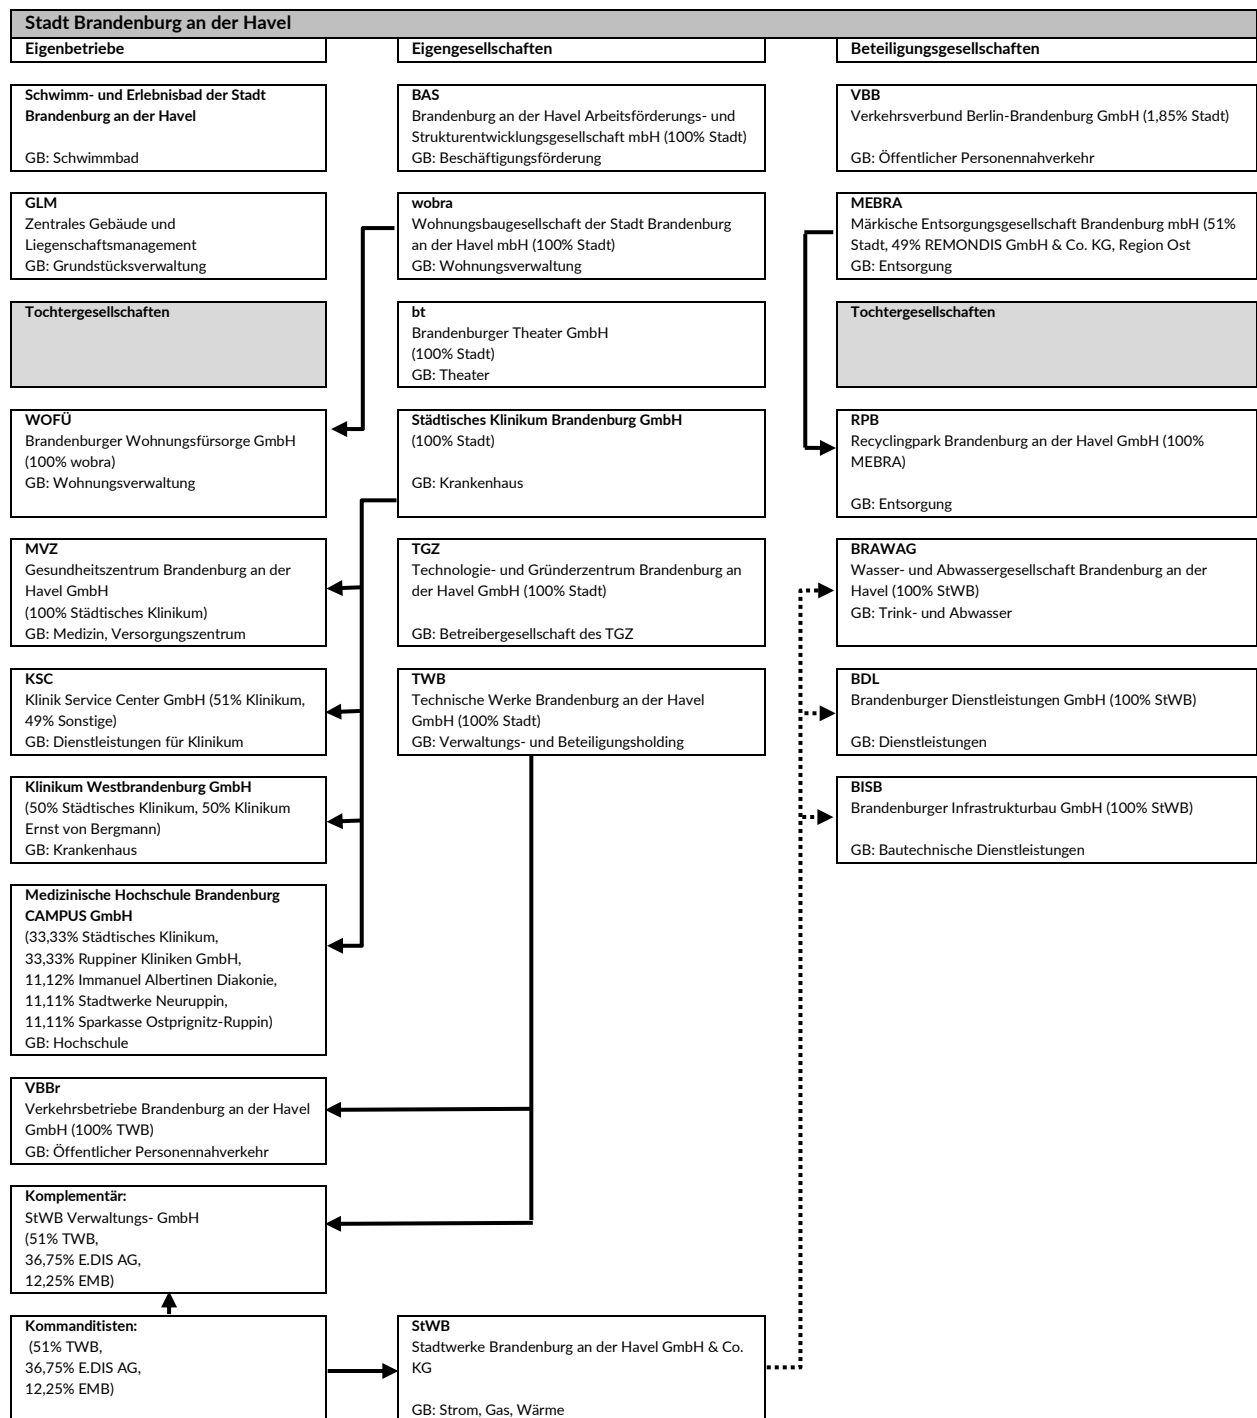 Stadt Brandenburg an der Havel
Eigenbetriebe
Eigengesellschaften
Beteiligungsgesellschaften
Schwimm- und Erlebnisbad der Stadt
Brandenburg an der Havel
GB: Schwimmbad
BAS
Brandenburg an der Havel Arbeitsförderungs- und
Strukturentwicklungsgesellschaft mbH (100% Stadt)
GB: Beschäftigungsförderung
VBB
Verkehrsverbund Berlin-Brandenburg GmbH (1,85% Stadt)
GB: Öffentlicher Personennahverkehr
GLM
Zentrales Gebäude und
Liegenschaftsmanagement
GB: Grundstücksverwaltung
wobra
Wohnungsbaugesellschaft der Stadt Brandenburg
an der Havel mbH (100% Stadt)
GB: Wohnungsverwaltung
MEBRA
Märkische Entsorgungsgesellschaft Brandenburg mbH (51%
Stadt, 49% REMONDIS GmbH & Co. KG, Region Ost
GB: Entsorgung
Tochtergesellschaften
bt
Brandenburger Theater GmbH
(100% Stadt)
GB: Theater
Tochtergesellschaften
WOFÜ
Brandenburger Wohnungsfürsorge GmbH
(100% wobra)
GB: Wohnungsverwaltung
Städtisches Klinikum Brandenburg GmbH
(100% Stadt)
GB: Krankenhaus
RPB
Recyclingpark Brandenburg an der Havel GmbH (100%
MEBRA)
GB: Entsorgung
MVZ
Gesundheitszentrum Brandenburg an der
Havel GmbH
(100% Städtisches Klinikum)
GB: Medizin, Versorgungszentrum
TGZ
Technologie- und Gründerzentrum Brandenburg an
der Havel GmbH (100% Stadt)
GB: Betreibergesellschaft des TGZ
BRAWAG
Wasser- und Abwassergesellschaft Brandenburg an der
Havel (100% StWB)
GB: Trink- und Abwasser
KSC
Klinik Service Center GmbH (51% Klinikum,
49% Sonstige)
GB: Dienstleistungen für Klinikum
TWB
Technische Werke Brandenburg an der Havel
GmbH (100% Stadt)
GB: Verwaltungs- und Beteiligungsholding
BDL
Brandenburger Dienstleistungen GmbH (100% StWB)
GB: Dienstleistungen
Klinikum Westbrandenburg GmbH
(50% Städtisches Klinikum, 50% Klinikum
Ernst von Bergmann)
GB: Krankenhaus
BISB
Brandenburger Infrastrukturbau GmbH (100% StWB)
GB: Bautechnische Dienstleistungen
Medizinische Hochschule Brandenburg
CAMPUS GmbH
(33,33% Städtisches Klinikum,
33,33% Ruppiner Kliniken GmbH,
11,12% Immanuel Albertinen Diakonie,
11,11% Stadtwerke Neuruppin,
11,11% Sparkasse Ostprignitz-Ruppin)
GB: Hochschule
VBBr
Verkehrsbetriebe Brandenburg an der Havel
GmbH (100% TWB)
GB: Öffentlicher Personennahverkehr
Komplementär:
StWB Verwaltungs- GmbH
(51% TWB,
36,75% E.DIS AG,
12,25% EMB)
Kommanditisten:
(51% TWB,
36,75% E.DIS AG,
12,25% EMB)
StWB
Stadtwerke Brandenburg an der Havel GmbH & Co.
KG
GB: Strom, Gas, Wärme